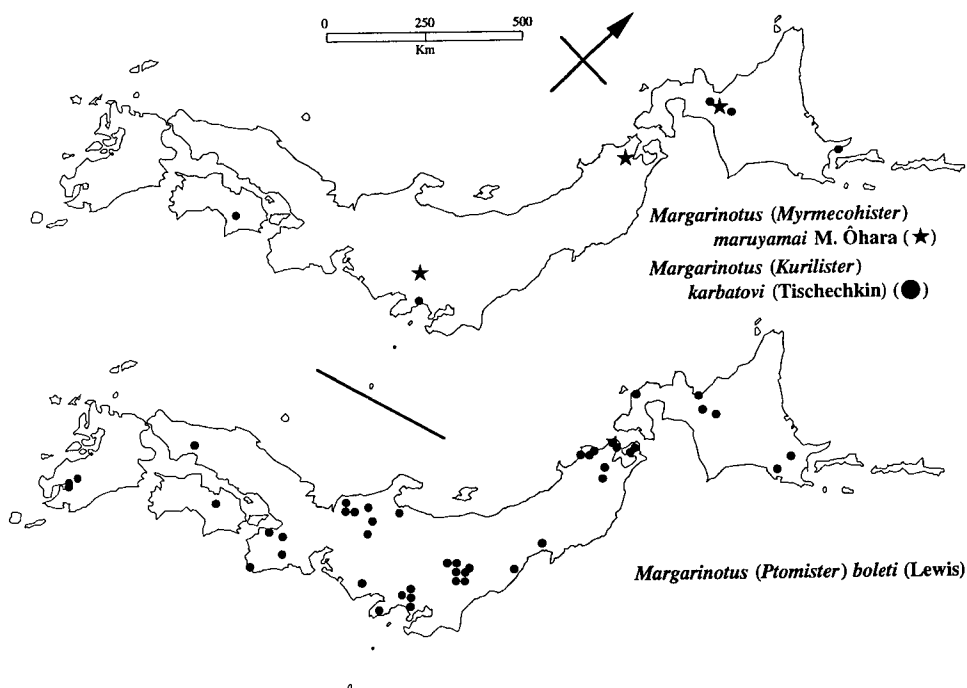 0 250 500
Km
Margarinotus (Myrmecohister)
maruyamai M. Ôhara (★)
Margarinotus (Kurilister)
karbatovi (Tischechkin) (●)
Margarinotus (Ptomister) boleti (Lewis)